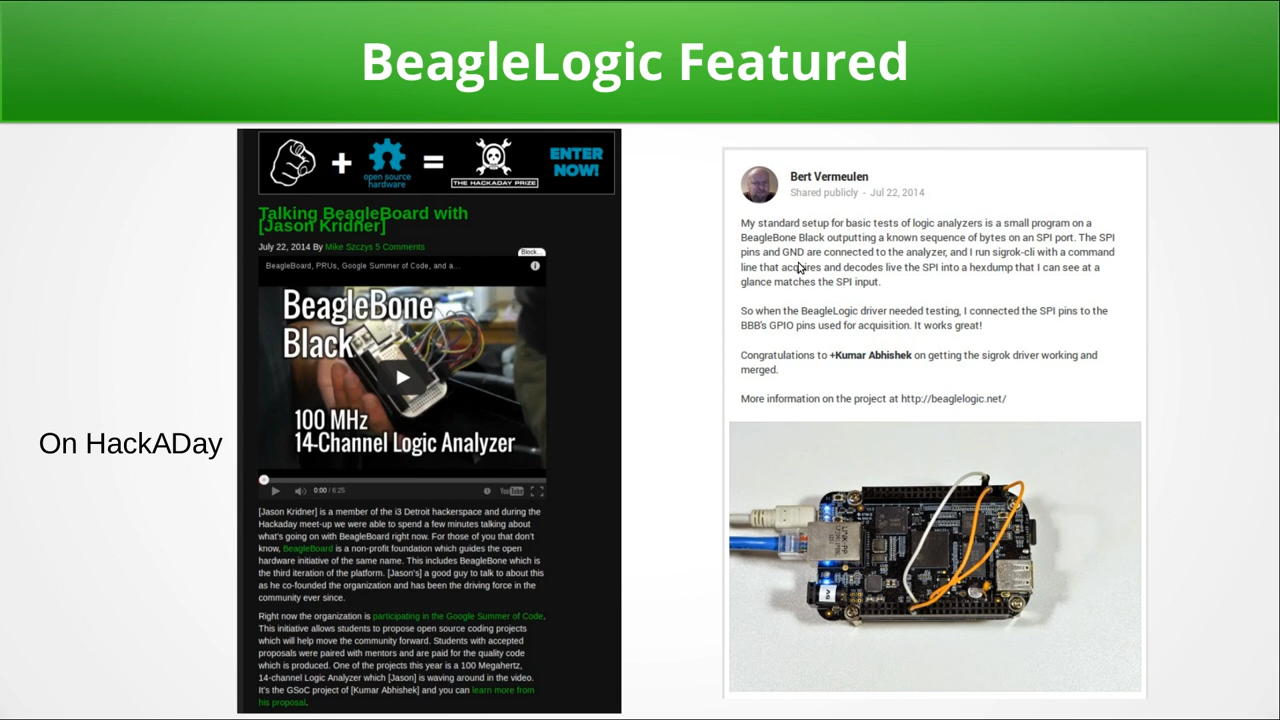 BeagleLogic Featured
On HackADay
+
open source
hardware
=
THE HACKADAY PRIZE
ENTER
NOW!
Talking BeagleBoard with
[Jason Kridner]
July 22, 2014 By Mike Szczys 5 Comments
Block...
BeagleBoard, PRUs, Google Summer of Code, and a...
BeagleBone
Black
100 MHz
14-Channel Logic Analyzer
0:00 / 6:25
YouTube
[Jason Kridner] is a member of the i3 Detroit hackerspace and during the
Hackaday meet-up we were able to spend a few minutes talking about
what's going on with BeagleBoard right now. For those of you that don't
know, BeagleBoard is a non-profit foundation which guides the open
hardware initiative of the same name. This includes BeagleBone which is
the third iteration of the platform. [Jason's] a good guy to talk to about this
as he co-founded the organization and has been the driving force in the
community ever since.
Right now the organization is participating in the Google Summer of Code.
This initiative allows students to propose open source coding projects
which will help move the community forward. Students with accepted
proposals were paired with mentors and are paid for the quality code
which is produced. One of the projects this year is a 100 Megahertz,
14-channel Logic Analyzer which [Jason] is waving around in the video.
It's the GSoC project of [Kumar Abhishek] and you can learn more from
his proposal.
Bert Vermeulen
Shared publicly - Jul 22, 2014
My standard setup for basic tests of logic analyzers is a small program on a
BeagleBone Black outputting a known sequence of bytes on an SPI port. The SPI
pins and GND are connected to the analyzer, and I run sigrok-cli with a command
line that acquires and decodes live the SPI into a hexdump that I can see at a
glance matches the SPI input.
So when the BeagleLogic driver needed testing, I connected the SPI pins to the
BBB's GPIO pins used for acquisition. It works great!
Congratulations to +Kumar Abhishek on getting the sigrok driver working and
merged.
More information on the project at http://beaglelogic.net/
5V